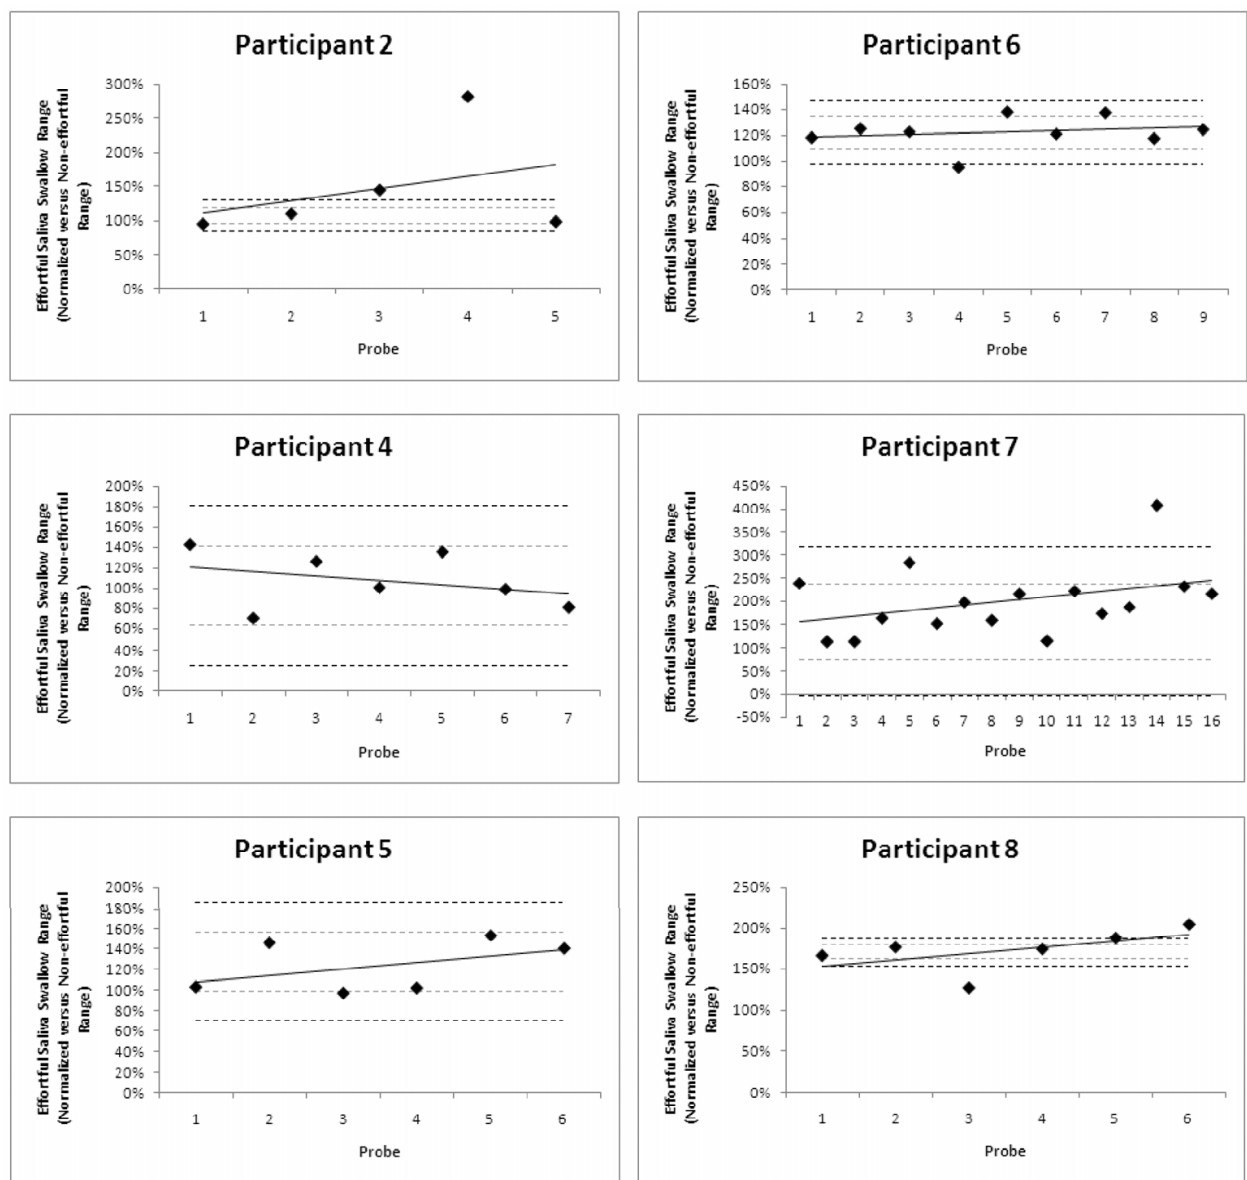 Participant 2
Effortful Saliva Swallow Range
(Normalized versus Non-effortful
Range)
300%
250%
200%
150%
100%
50%
0%
1 2 3 4 5
Probe
Participant 6
Effortful Saliva Swallow Range
(Normalized versus Non-effortful
Range)
160%
140%
120%
100%
80%
60%
40%
20%
0%
1 2 3 4 5 6 7 8 9
Probe
Participant 4
Effortful Saliva Swallow Range
(Normalized versus Non-effortful
Range)
200%
180%
160%
140%
120%
100%
80%
60%
40%
20%
0%
1 2 3 4 5 6 7
Probe
Participant 7
Effortful Saliva Swallow Range
(Normalized versus Non-effortful
Range)
450%
400%
350%
300%
250%
200%
150%
100%
50%
0%
-50%
1 2 3 4 5 6 7 8 9 10 11 12 13 14 15 16
Probe
Participant 5
Effortful Saliva Swallow Range
(Normalized versus Non-effortful
Range)
200%
180%
160%
140%
120%
100%
80%
60%
40%
20%
0%
1 2 3 4 5 6
Probe
Participant 8
Effortful Saliva Swallow Range
(Normalized versus Non-effortful
Range)
250%
200%
150%
100%
50%
0%
1 2 3 4 5 6
Probe